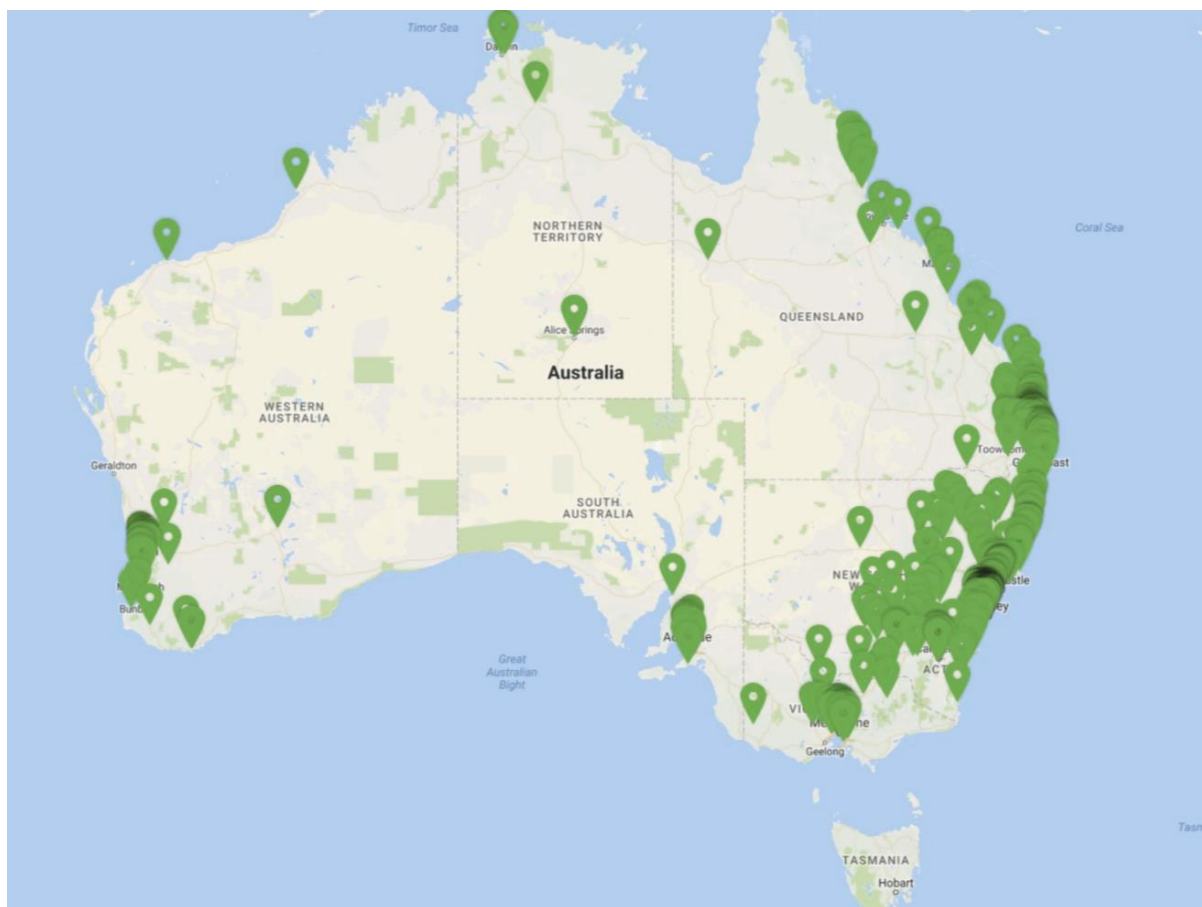 Timor Sea
Coral Sea
NORTHERN
TERRITORY
QUEENSLAND
Alice Springs
Australia
WESTERN
AUSTRALIA
Geraldton
SOUTH
AUSTRALIA
Great
Australian
Bight
ACT
Geelong
TASMANIA
Hobart